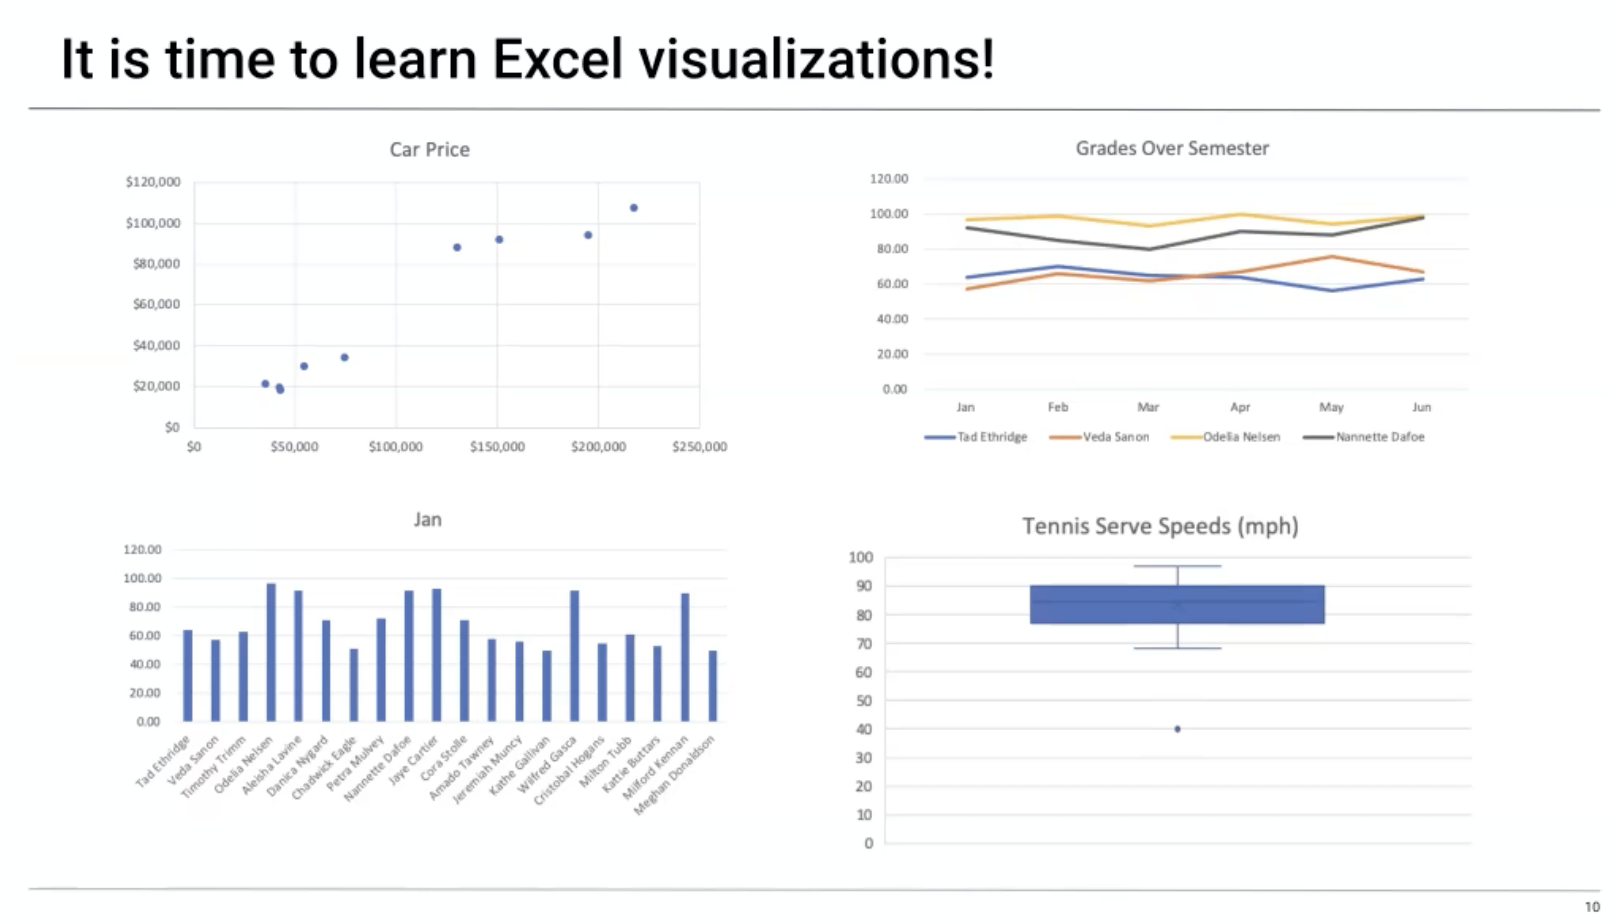 It is time to learn Excel visualizations!
Car Price
$120,000
$100,000
$80,000
$60,000
$40,000
$20,000
$0
$0 $50,000 $100,000 $150,000 $200,000 $250,000
Grades Over Semester
120.00
100.00
80.00
60.00
40.00
20.00
0.00
Jan Feb Mar Apr May Jun
Tad Ethridge Veda Sanon Odelia Nelsen Nannette Dafoe
Jan
120.00
100.00
80.00
60.00
40.00
20.00
0.00
Tad Ethridge
Veda Sanon
Timothy Trimm
Odelia Nelsen
Aleisha Lavine
Danica Nygard
Chadwick Eagle
Petra Mulvey
Nannette Dafoe
Jaye Cartier
Cora Stolle
Amado Tawney
Jeremiah Muncy
Kathe Gallivan
Wilfred Gasca
Cristobal Hogans
Milton Tubb
Kattie Buttars
Milford Kennan
Meghan Donaldson
Tennis Serve Speeds (mph)
100
90
80
70
60
50
40
30
20
10
0
10